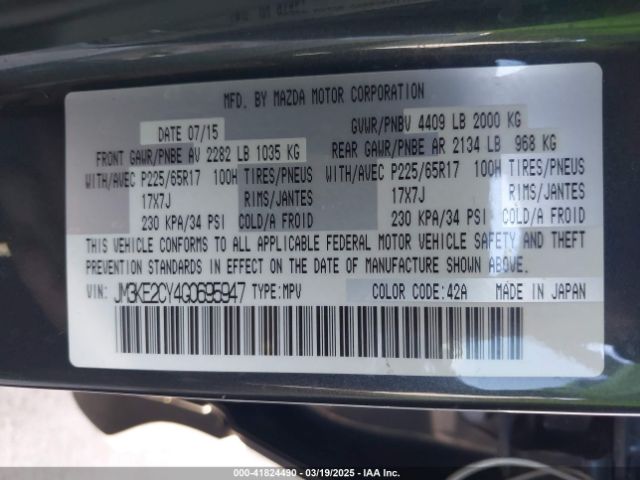 MFD. BY MAZDA MOTOR CORPORATION
DATE 07/15 GVWR/PNBV 4409 LB 2000 KG
FRONT GAWR/PNBE AV 2282 LB 1035 KG REAR GAWR/PNBE AR 2134 LB 968 KG
WITH/AVEC P225/65R17 100H TIRES/PNEUS WITH/AVEC P225/65R17 100H TIRES/PNEUS
17X7J RIMS/JANTES 17X7J RIMS/JANTES
230 KPA/34 PSI COLD/A FROID 230 KPA/34 PSI COLD/A FROID
THIS VEHICLE CONFORMS TO ALL APPLICABLE FEDERAL MOTOR VEHICLE SAFETY AND THEFT
PREVENTION STANDARDS IN EFFECT ON THE DATE OF MANUFACTURE SHOWN ABOVE.
VIN: JM3KE2CY4G0695947 TYPE:MPV COLOR CODE:42A MADE IN JAPAN
000-41824490 - 03/19/2025 - IAAI.COM